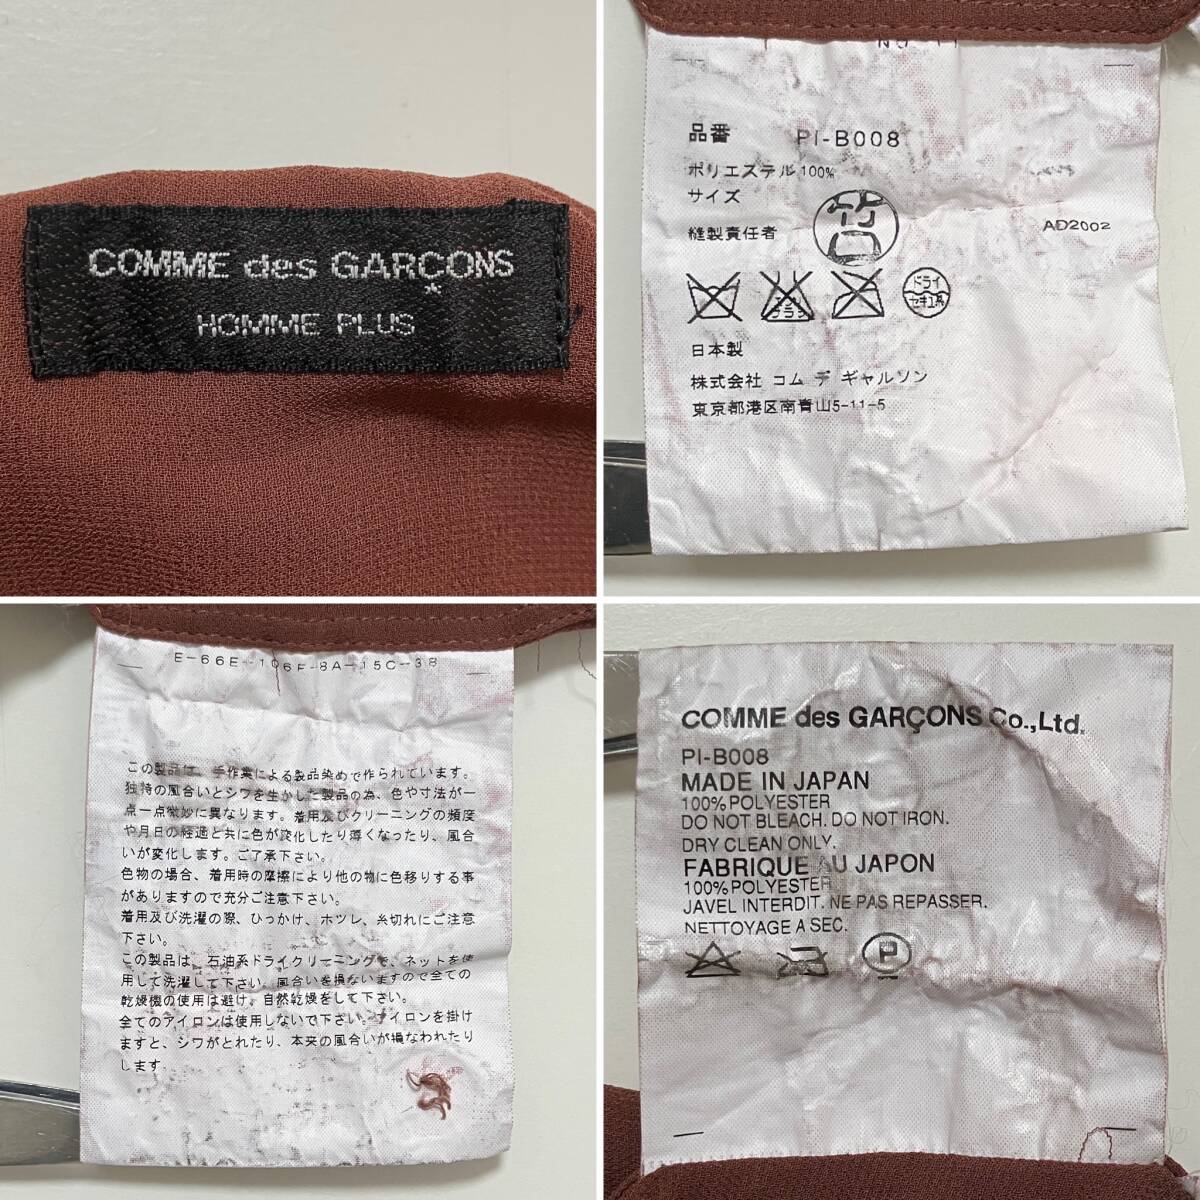 COMME des GARÇONS
*
HOMME PLUS
品番 PI-B008
ポリエステル 100%
サイズ
縫製責任者 竹口
AD2002
エンソサラシ
ドライ
セキユ系
日本製
株式会社 コム デ ギャルソン
東京都港区南青山5-11-5
E-66E-106F-8A-15C-38
この製品は、手作業による製品染めで作られています。
独特の風合いとシワを生かした製品の為、色や寸法が一
点一点微妙に異なります。着用及びクリーニングの頻度
や月日の経過と共に色が変化したり薄くなったり、風合
いが変化します。ご了承下さい。
色物の場合、着用時の摩擦により他の物に色移りする事
がありますので充分ご注意下さい。
着用及び洗濯の際、ひっかけ、ホツレ、糸切れにご注意
下さい。
この製品は、石油系ドライクリーニングで、ネットを使
用して洗濯して下さい。風合いを損ないますので全ての
乾燥機の使用は避け、自然乾燥をして下さい。
全てのアイロンは使用しないで下さい。アイロンを掛け
ますと、シワがとれたり、本来の風合いが損なわれたり
します。
COMME des GARÇONS Co.,Ltd.
PI-B008
MADE IN JAPAN
100% POLYESTER
DO NOT BLEACH. DO NOT IRON.
DRY CLEAN ONLY.
FABRIQUE AU JAPON
100% POLYESTER
JAVEL INTERDIT. NE PAS REPASSER.
NETTOYAGE A SEC.
P